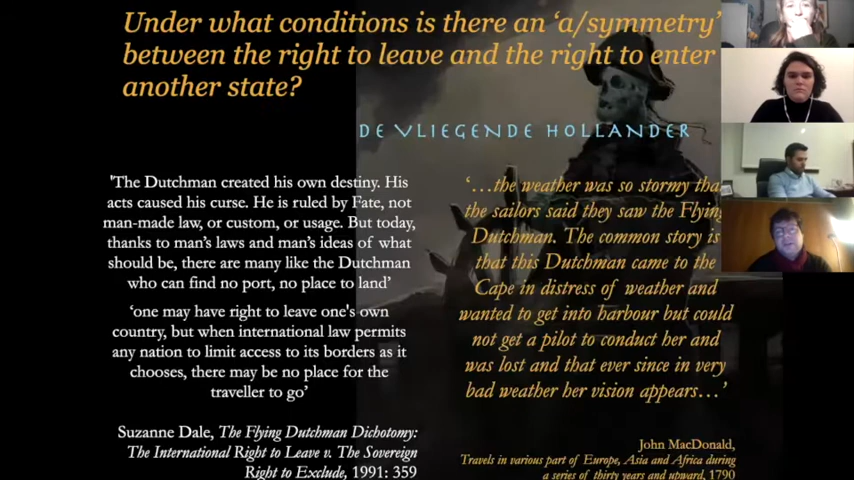 Under what conditions is there an 'a/symmetry'
between the right to leave and the right to enter
another state?
DE VLIEGENDE HOLLANDER
'The Dutchman created his own destiny. His
acts caused his curse. He is ruled by Fate, not
man-made law, or custom, or usage. But today,
thanks to man's laws and man's ideas of what
should be, there are many like the Dutchman
who can find no port, no place to land'
'one may have right to leave one's own
country, but when international law permits
any nation to limit access to its borders as it
chooses, there may be no place for the
traveller to go'
Suzanne Dale, The Flying Dutchman Dichotomy:
The International Right to Leave v. The Sovereign
Right to Exclude, 1991: 359
'…the weather was so stormy that
the sailors said they saw the Flying
Dutchman. The common story is
that this Dutchman came to the
Cape in distress of weather and
wanted to get into harbour but could
not get a pilot to conduct her and
was lost and that ever since in very
bad weather her vision appears…'
John MacDonald,
Travels in various part of Europe, Asia and Africa during
a series of thirty years and upward, 1790